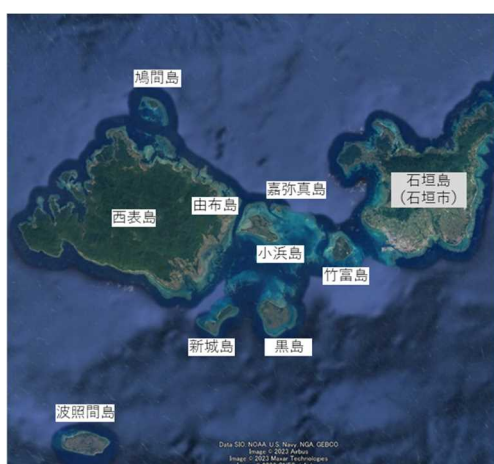 鳩間島
石垣島
(石垣市)
嘉弥真島
由布島
西表島
小浜島
竹富島
新城島
黒島
波照間島
Data SIO, NOAA, U.S. Navy, NGA, GEBCO
Image © 2023 Airbus
Image © 2023 Maxar Technologies